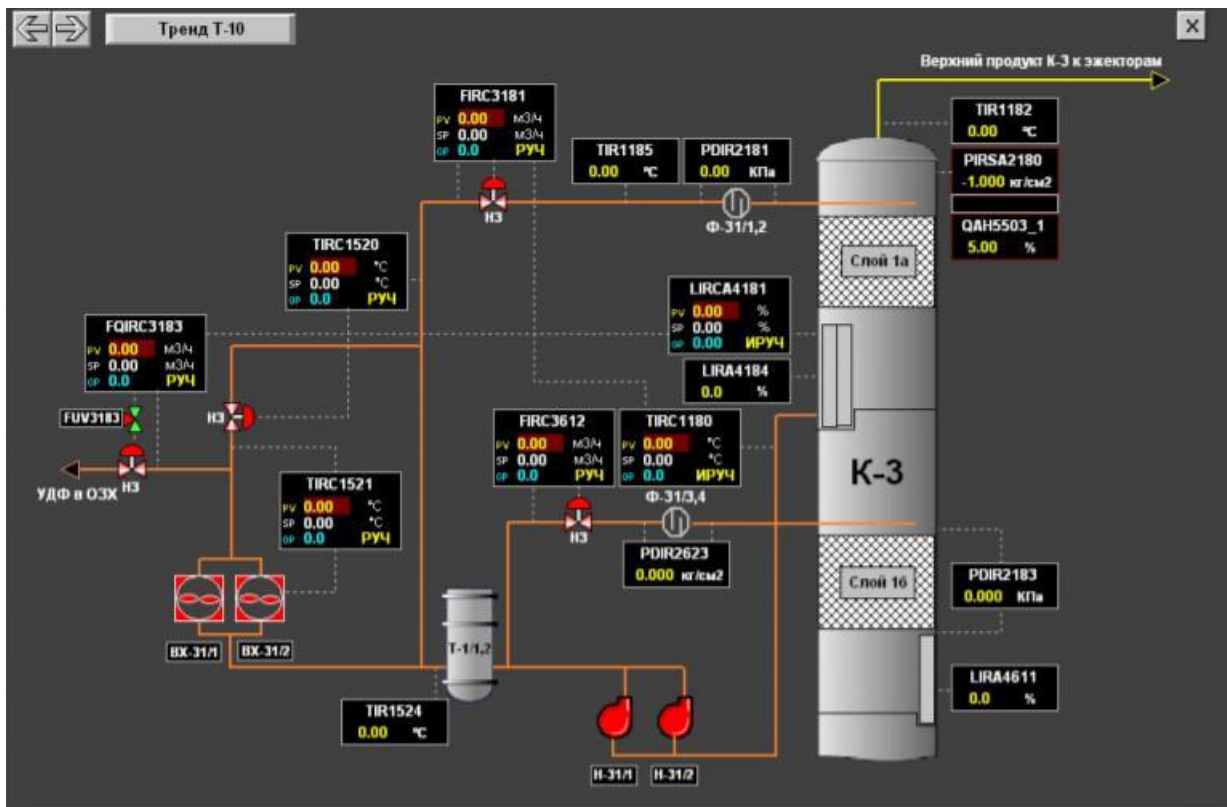 Тренд Т-10
Верхний продукт К-3 к эжекторам
FIRC3181
PV 0.00 м3/ч
SP 0.00 м3/ч
OP 0.0 РУЧ
НЗ
TIR1185
0.00 °C
PDIR2181
0.00 КПа
Ф-31/1,2
TIR1182
0.00 °C
PIRSA2180
-1.000 кг/см2
QAH5503_1
5.00 %
Слой 1а
TIRC1520
PV 0.00 °C
SP 0.00 °C
OP 0.0 РУЧ
LIRCA4181
PV 0.00 %
SP 0.00 %
OP 0.00 ИРУЧ
LIRA4184
0.0 %
FQIRC3183
PV 0.00 м3/ч
SP 0.00 м3/ч
OP 0.0 РУЧ
FUV3183
НЗ
НЗ
УДФ в ОЗХ
FIRC3612
PV 0.00 м3/ч
SP 0.00 м3/ч
OP 0.0 РУЧ
НЗ
TIRC1180
PV 0.00 °C
SP 0.00 °C
OP 0.0 ИРУЧ
Ф-31/3,4
К-3
TIRC1521
PV 0.00 °C
SP 0.00 °C
OP 0.0 РУЧ
PDIR2623
0.000 кг/см2
Слой 1б
PDIR2183
0.000 КПа
ВХ-31/1
ВХ-31/2
Т-1/1,2
TIR1524
0.00 °C
LIRA4611
0.0 %
Н-31/1
Н-31/2